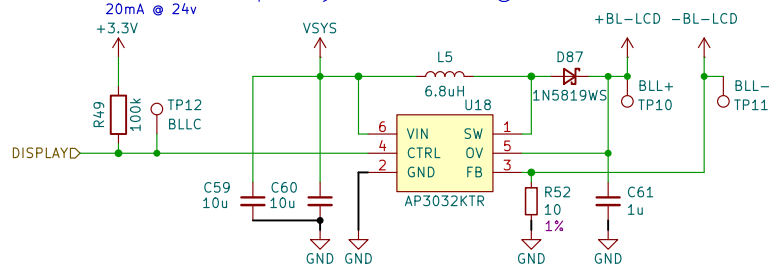 20mA @ 24v
+3.3V
VSYS
+BL-LCD
-BL-LCD
L5
6.8uH
D87
1N5819WS
BLL+
TP10
BLL-
TP11
R49
100k
TP12
BLLC
U18
6 VIN SW 1
DISPLAY
4 CTRL OV 5
2 GND FB 3
AP3032KTR
C59
10u
C60
10u
R52
10
1%
C61
1u
GND
GND
GND
GND